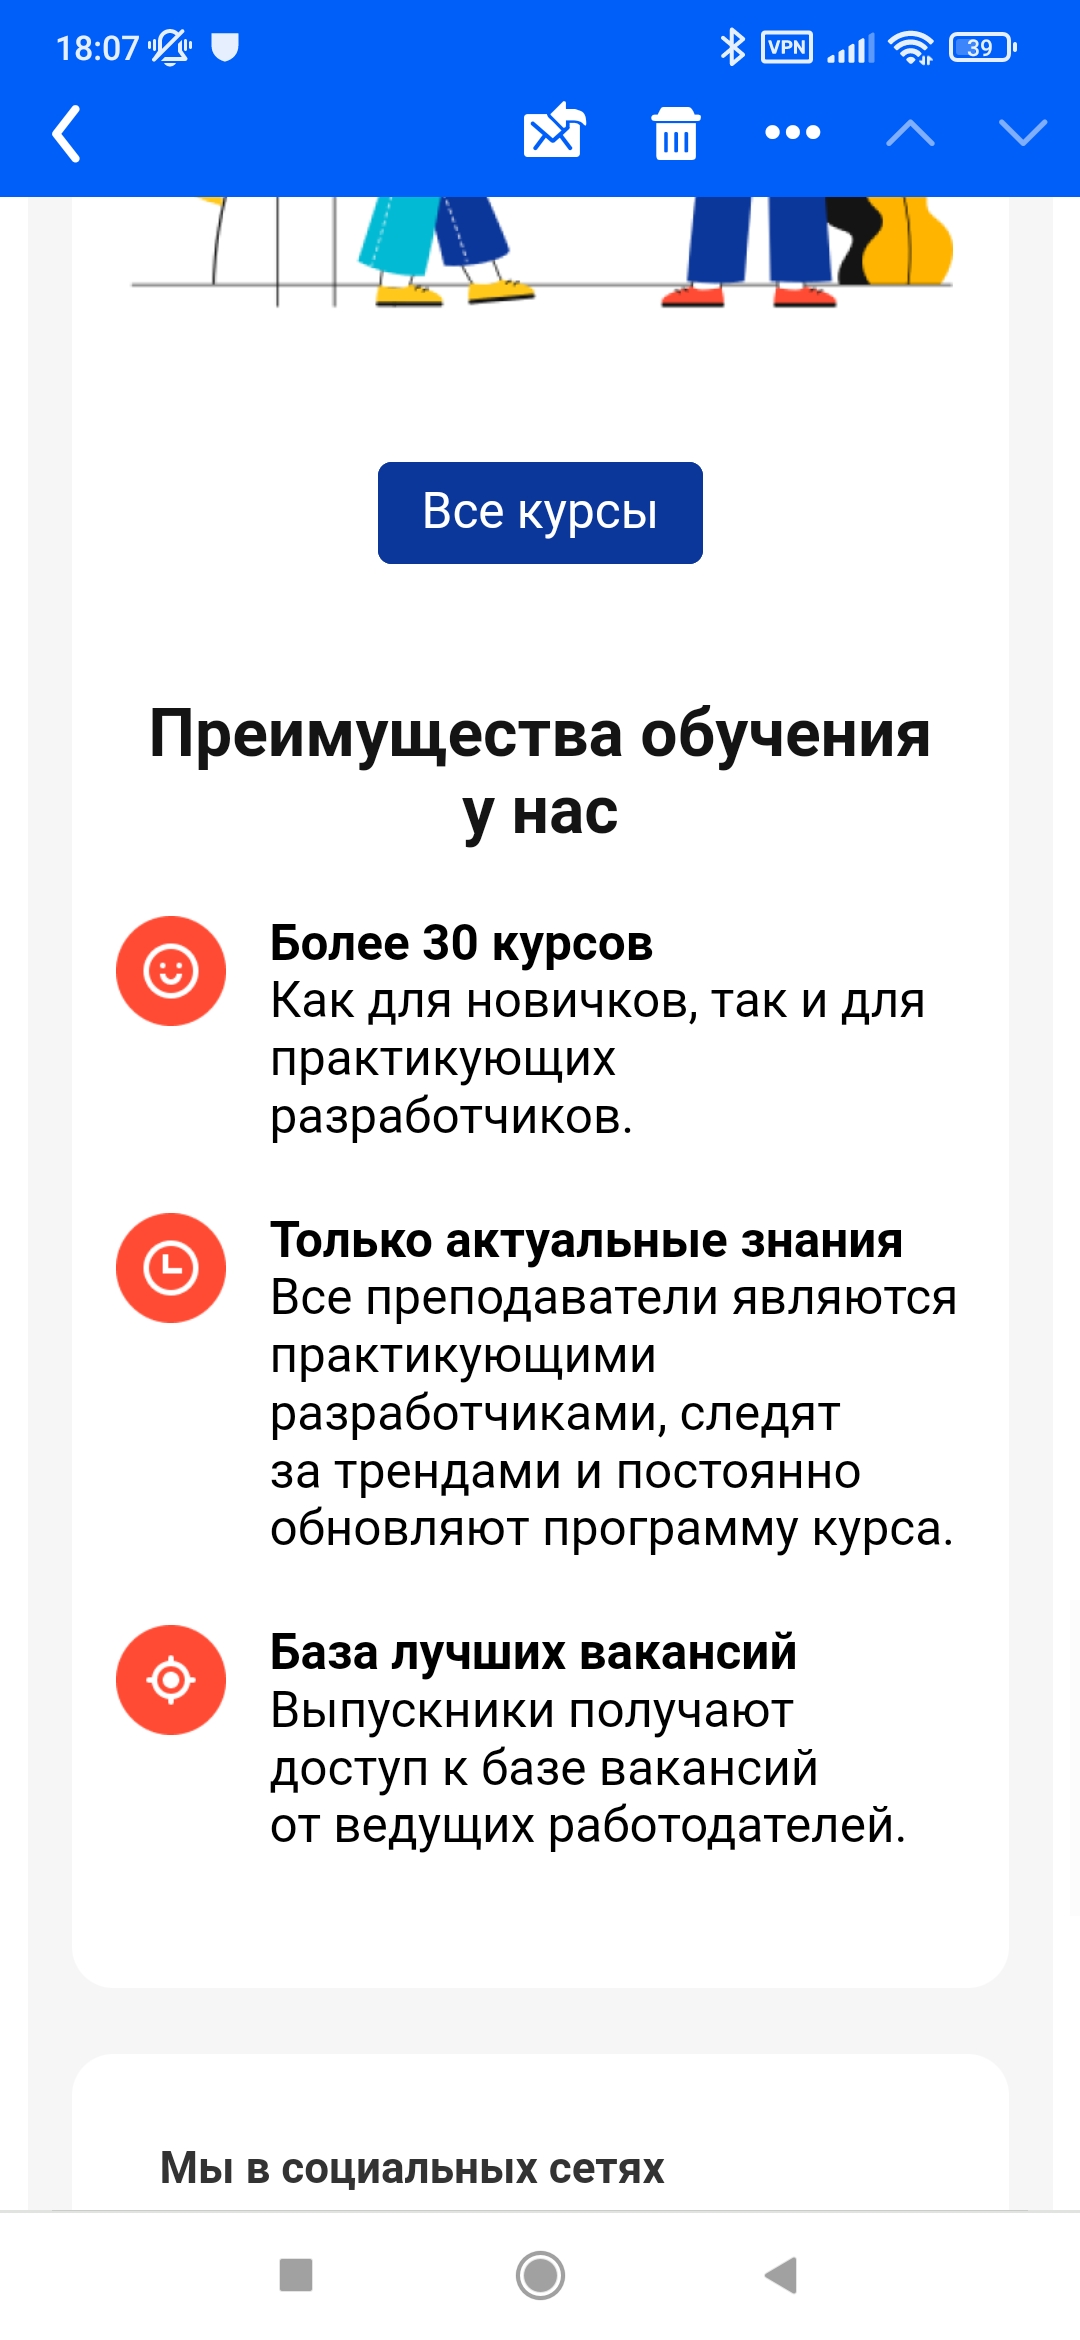 18:07
VPN
39
Все курсы
Преимущества обучения
у нас
Более 30 курсов
Как для новичков, так и для
практикующих
разработчиков.
Только актуальные знания
Все преподаватели являются
практикующими
разработчиками, следят
за трендами и постоянно
обновляют программу курса.
База лучших вакансий
Выпускники получают
доступ к базе вакансий
от ведущих работодателей.
Мы в социальных сетях